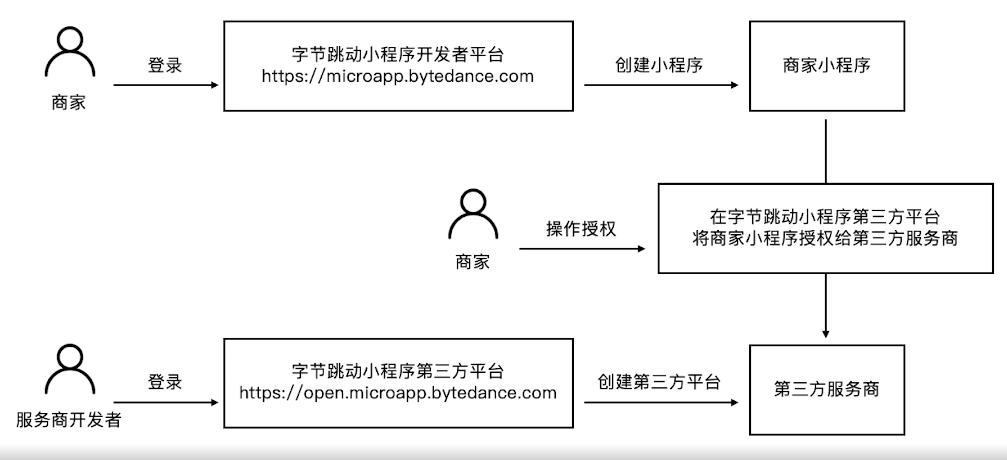 商家
登录
字节跳动小程序开发者平台
https://microapp.bytedance.com
创建小程序
商家小程序
商家
操作授权
在字节跳动小程序第三方平台
将商家小程序授权给第三方服务商
服务商开发者
登录
字节跳动小程序第三方平台
https://open.microapp.bytedance.com
创建第三方平台
第三方服务商